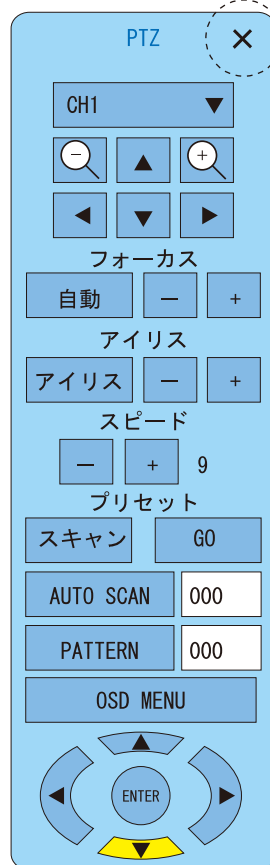 PTZ ×
CH1 ▼
− ▲ +
◀ ▼ ▶
フォーカス
自動 − +
アイリス
アイリス − +
スピード
− + 9
プリセット
スキャン GO
AUTO SCAN 000
PATTERN 000
OSD MENU
▲
◀ ENTER ▶
▼